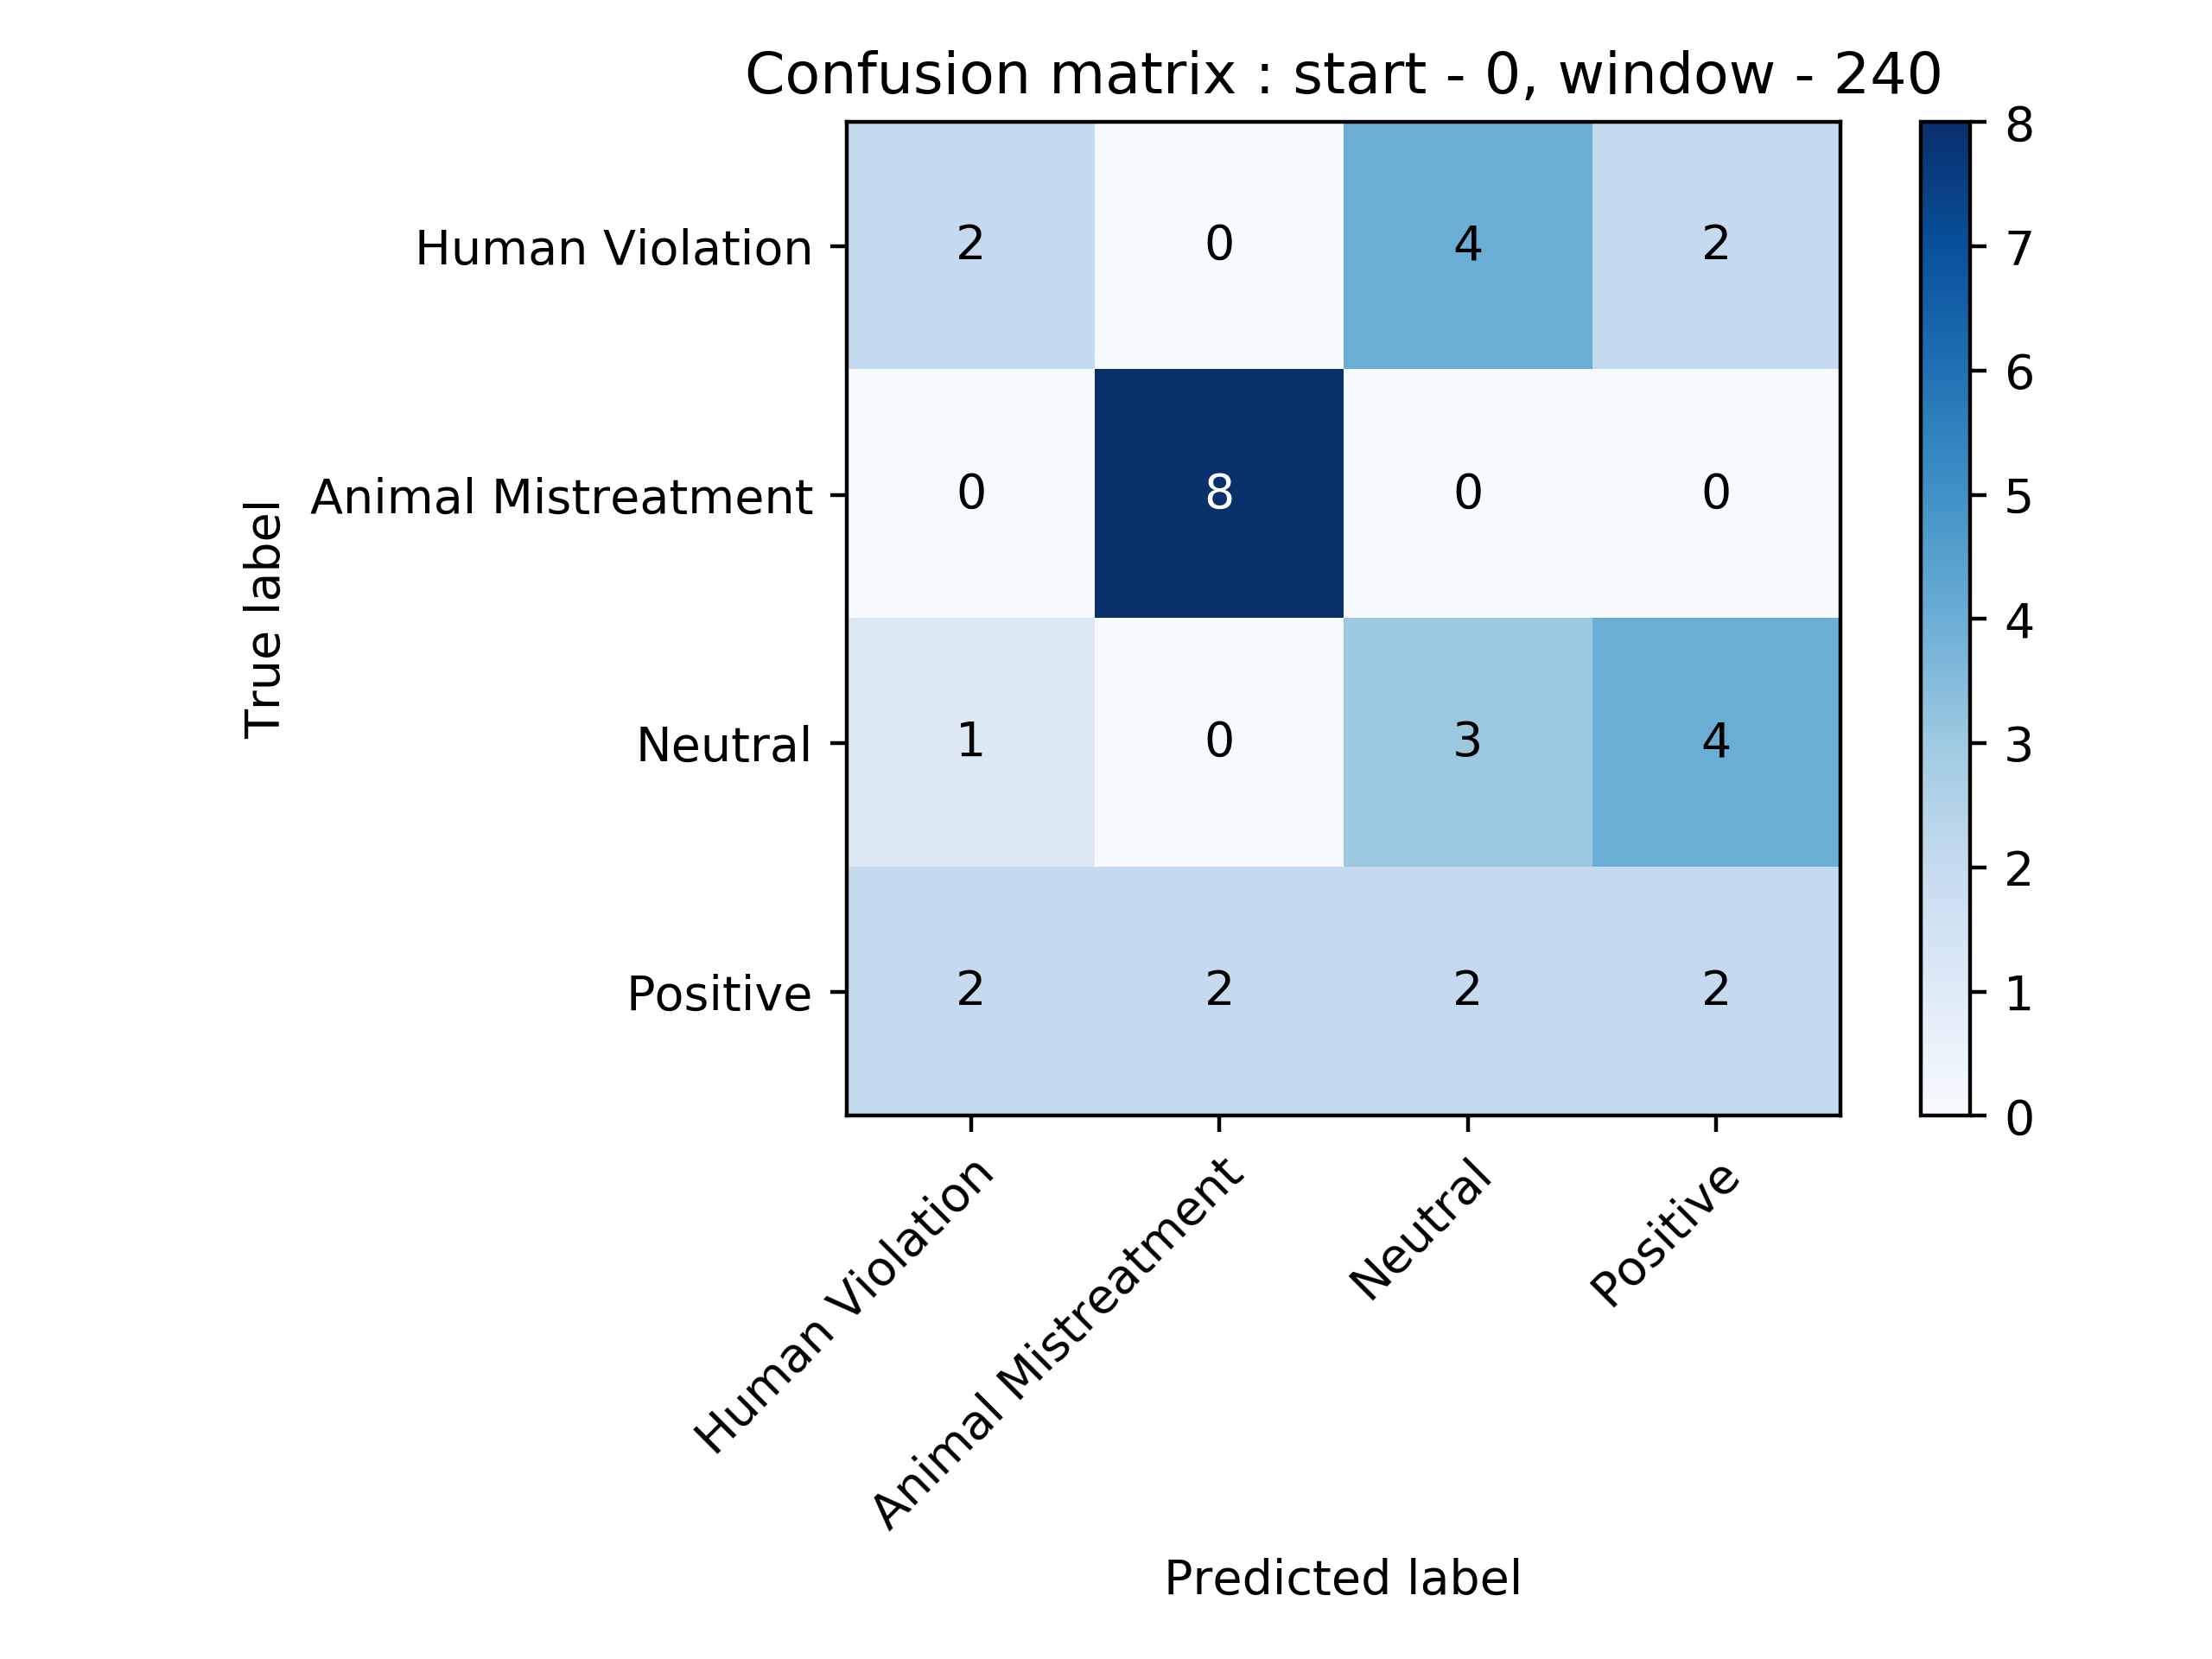 Confusion matrix : start - 0, window - 240
8
7
6
5
4
3
2
1
0
True label
Human Violation
2 0 4 2
Animal Mistreatment
0 8 0 0
Neutral
1 0 3 4
Positive
2 2 2 2
Human Violation
Animal Mistreatment
Neutral
Positive
Predicted label